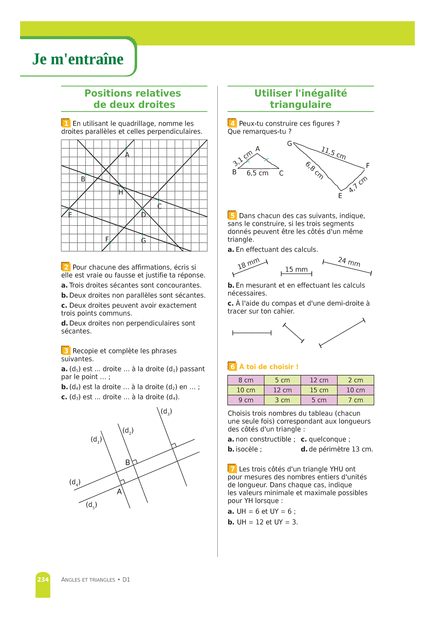 Je m'entraîne
Positions relatives
de deux droites
1 En utilisant le quadrillage, nomme les
droites parallèles et celles perpendiculaires.
A
B
H
C
E
D
F
G
2 Pour chacune des affirmations, écris si
elle est vraie ou fausse et justifie ta réponse.
a. Trois droites sécantes sont concourantes.
b. Deux droites non parallèles sont sécantes.
c. Deux droites peuvent avoir exactement
trois points communs.
d. Deux droites non perpendiculaires sont
sécantes.
3 Recopie et complète les phrases
suivantes.
a. (d₁) est ... droite ... à la droite (d₂) passant
par le point ... ;
b. (d₄) est la droite ... à la droite (d₂) en ... ;
c. (d₃) est ... droite ... à la droite (d₄).
B
A
Utiliser l'inégalité
triangulaire
4 Peux-tu construire ces figures ?
Que remarques-tu ?
A
3,1 cm
B 6,5 cm C
G
11,5 cm
F
6,8 cm
4,7 cm
E
5 Dans chacun des cas suivants, indique,
sans le construire, si les trois segments
donnés peuvent être les côtés d'un même
triangle.
a. En effectuant des calculs.
18 mm
15 mm
24 mm
b. En mesurant et en effectuant les calculs
nécessaires.
c. À l'aide du compas et d'une demi-droite à
tracer sur ton cahier.
6 À toi de choisir !
8 cm 5 cm 12 cm 2 cm
10 cm 12 cm 15 cm 10 cm
9 cm 3 cm 5 cm 7 cm
Choisis trois nombres du tableau (chacun
une seule fois) correspondant aux longueurs
des côtés d'un triangle :
a. non constructible ; c. quelconque ;
b. isocèle ; d. de périmètre 13 cm.
7 Les trois côtés d'un triangle YHU ont
pour mesures des nombres entiers d'unités
de longueur. Dans chaque cas, indique
les valeurs minimale et maximale possibles
pour YH lorsque :
a. UH = 6 et UY = 6 ;
b. UH = 12 et UY = 3.
234 ANGLES ET TRIANGLES • D1